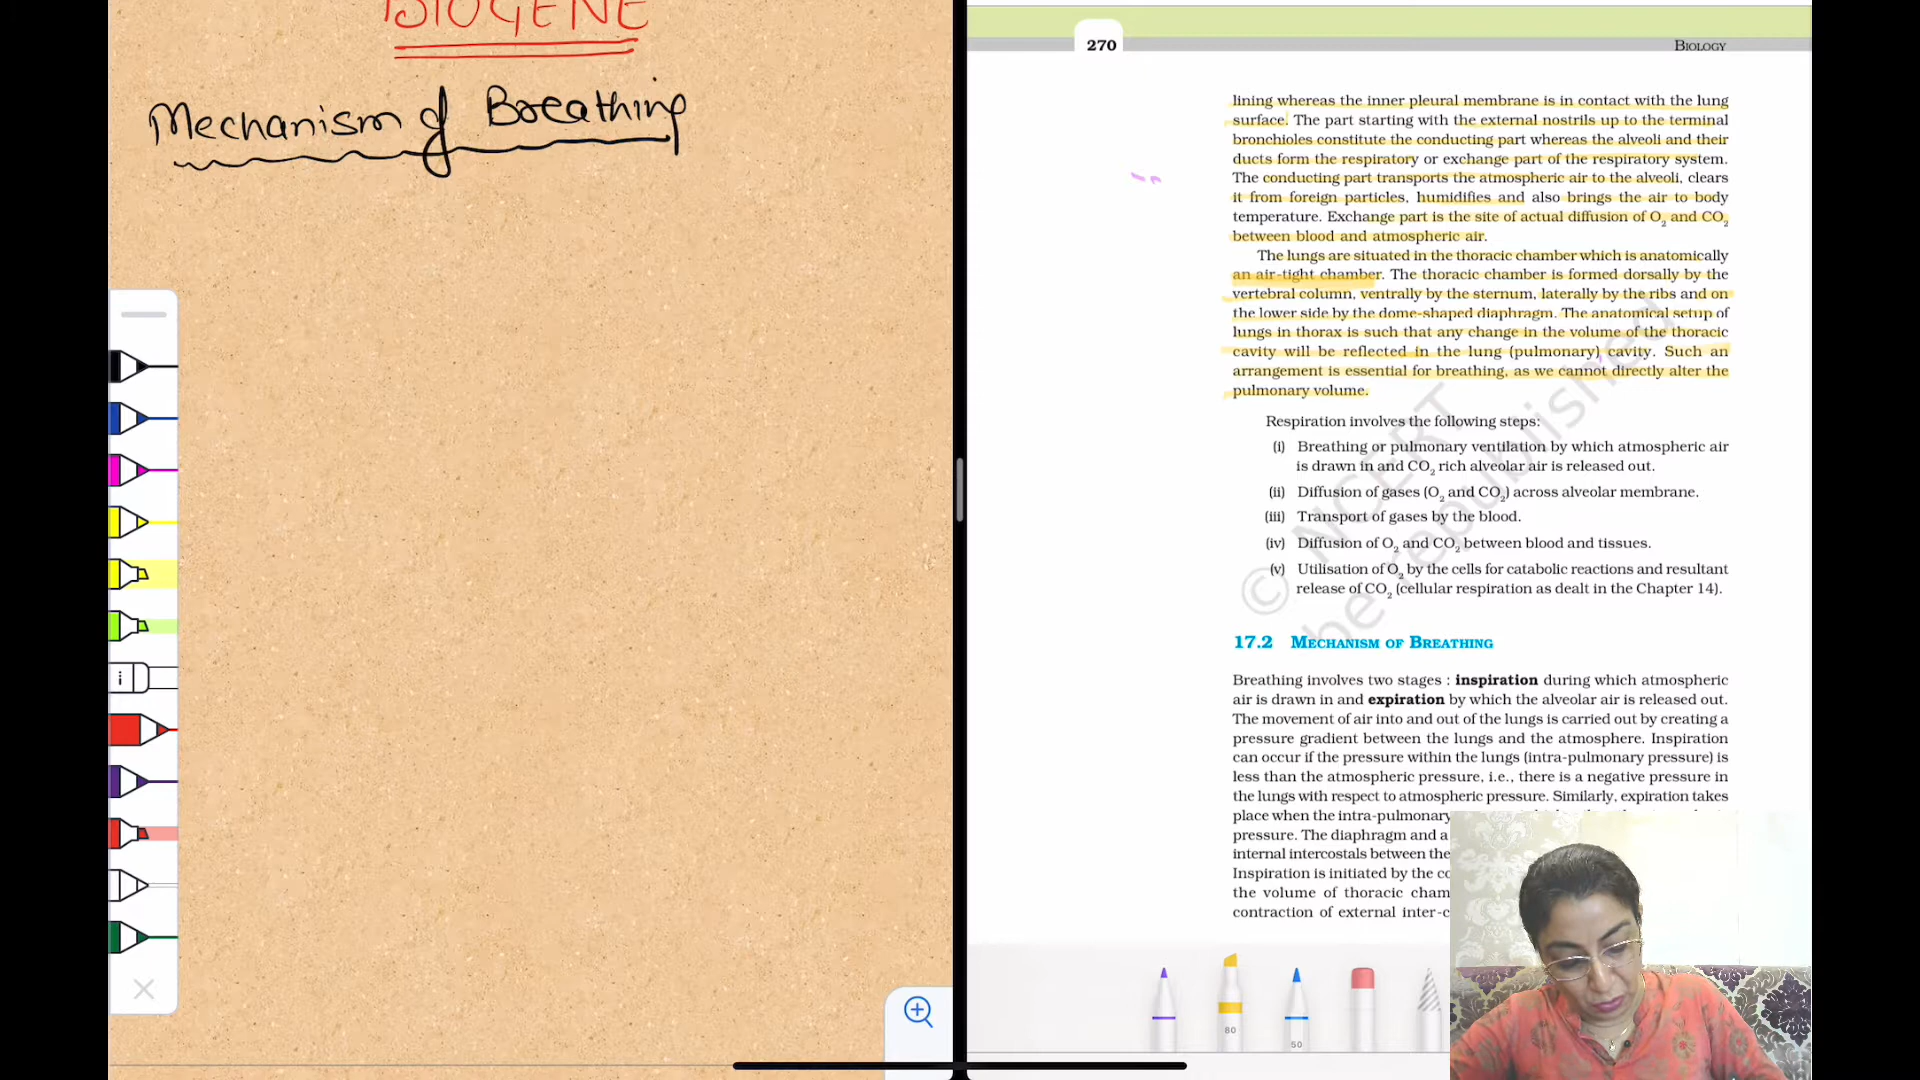 BIOGENE
Mechanism of Breathing
270
BIOLOGY
lining whereas the inner pleural membrane is in contact with the lung
surface. The part starting with the external nostrils up to the terminal
bronchioles constitute the conducting part whereas the alveoli and their
ducts form the respiratory or exchange part of the respiratory system.
The conducting part transports the atmospheric air to the alveoli, clears
it from foreign particles, humidifies and also brings the air to body
temperature. Exchange part is the site of actual diffusion of O₂ and CO₂
between blood and atmospheric air.
The lungs are situated in the thoracic chamber which is anatomically
an air-tight chamber. The thoracic chamber is formed dorsally by the
vertebral column, ventrally by the sternum, laterally by the ribs and on
the lower side by the dome-shaped diaphragm. The anatomical setup of
lungs in thorax is such that any change in the volume of the thoracic
cavity will be reflected in the lung (pulmonary) cavity. Such an
arrangement is essential for breathing, as we cannot directly alter the
pulmonary volume.
Respiration involves the following steps:
(i) Breathing or pulmonary ventilation by which atmospheric air
is drawn in and CO₂ rich alveolar air is released out.
(ii) Diffusion of gases (O₂ and CO₂) across alveolar membrane.
(iii) Transport of gases by the blood.
(iv) Diffusion of O₂ and CO₂ between blood and tissues.
(v) Utilisation of O₂ by the cells for catabolic reactions and resultant
release of CO₂ (cellular respiration as dealt in the Chapter 14).
© NCERT
be republished
17.2 MECHANISM OF BREATHING
Breathing involves two stages : inspiration during which atmospheric
air is drawn in and expiration by which the alveolar air is released out.
The movement of air into and out of the lungs is carried out by creating a
pressure gradient between the lungs and the atmosphere. Inspiration
can occur if the pressure within the lungs (intra-pulmonary pressure) is
less than the atmospheric pressure, i.e., there is a negative pressure in
the lungs with respect to atmospheric pressure. Similarly, expiration takes
place when the intra-pulmonary
pressure. The diaphragm and a
internal intercostals between the
Inspiration is initiated by the co
the volume of thoracic cham
contraction of external inter-c
80
50